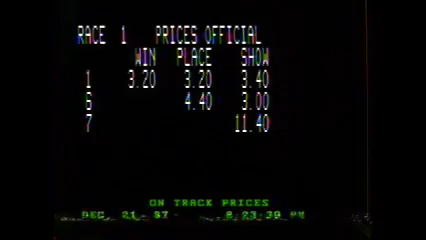 RACE 1 PRICES OFFICIAL
WIN PLACE SHOW
1 3.20 3.20 3.40
6 4.40 3.00
7 11.40
ON TRACK PRICES
DEC. 21 - 87 8:23:39 PM